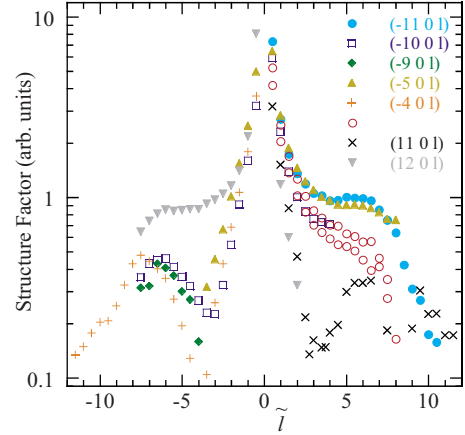 Structure Factor (arb. units)
10
1
0.1
-10
-5
0
5
10
l̃
(-11 0 l)
(-10 0 l)
(-9 0 l)
(-5 0 l)
(-4 0 l)
(11 0 l)
(12 0 l)